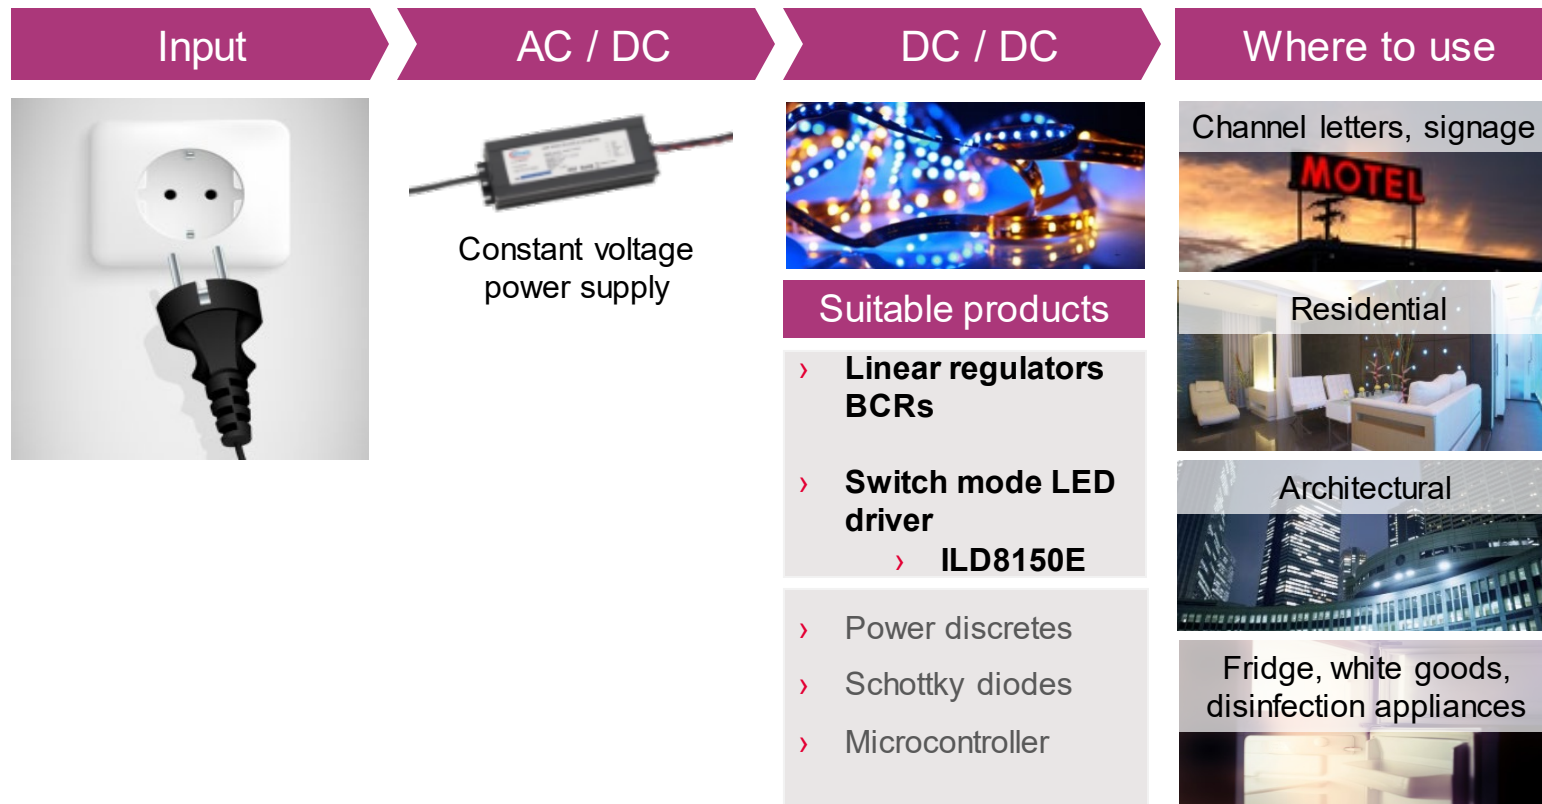 Input
AC / DC
DC / DC
Where to use
Constant voltage
power supply
Suitable products
› Linear regulators
BCRs
› Switch mode LED
driver
› ILD8150E
› Power discretes
› Schottky diodes
› Microcontroller
Channel letters, signage
MOTEL
Residential
Architectural
Fridge, white goods,
disinfection appliances